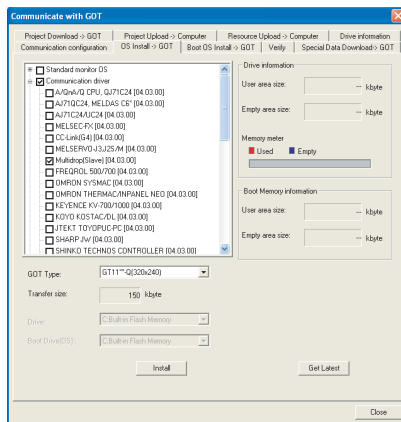 Communicate with GOT
Project Download -> GOT Project Upload -> Computer Resource Upload -> Computer Drive information
Communication configuration OS Install -> GOT Boot OS Install -> GOT Verify Special Data Download-> GOT
Standard monitor OS
Communication driver
A/QnA/Q CPU, QJ71C24 [04.03.00]
AJ71QC24, MELDAS C6* [04.03.00]
AJ71C24/UC24 [04.03.00]
MELSEC-FX [04.03.00]
CC-Link(G4) [04.03.00]
MELSERVO-J3,J2S/M [04.03.00]
Multidrop(Slave) [04.03.00]
FREQROL 500/700 [04.03.00]
OMRON SYSMAC [04.03.00]
OMRON THERMAC/INPANEL NEO [04.03.00]
KEYENCE KV-700/1000 [04.03.00]
KOYO KOSTAC/DL [04.03.00]
JTEKT TOYOPUC-PC [04.03.00]
SHARP JW [04.03.00]
SHINKO TECHNOS CONTROLLER [04.03.00]
Drive information
User area size: -- kbyte
Empty area size: -- kbyte
Memory meter
Used Empty
Boot Memory information
User area size: -- kbyte
Empty area size: -- kbyte
GOT Type: GT11**-Q(320x240)
Transfer size: 150 kbyte
Drive: C:Built-in Flash Memory
Boot Drive(OS): C:Built-in Flash Memory
Install Get Latest
Close